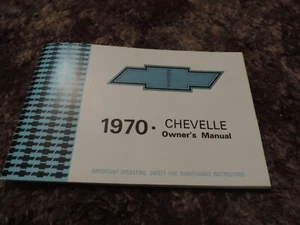 1970 • CHEVELLE
Owner's Manual
IMPORTANT OPERATING, SAFETY AND MAINTENANCE INSTRUCTIONS